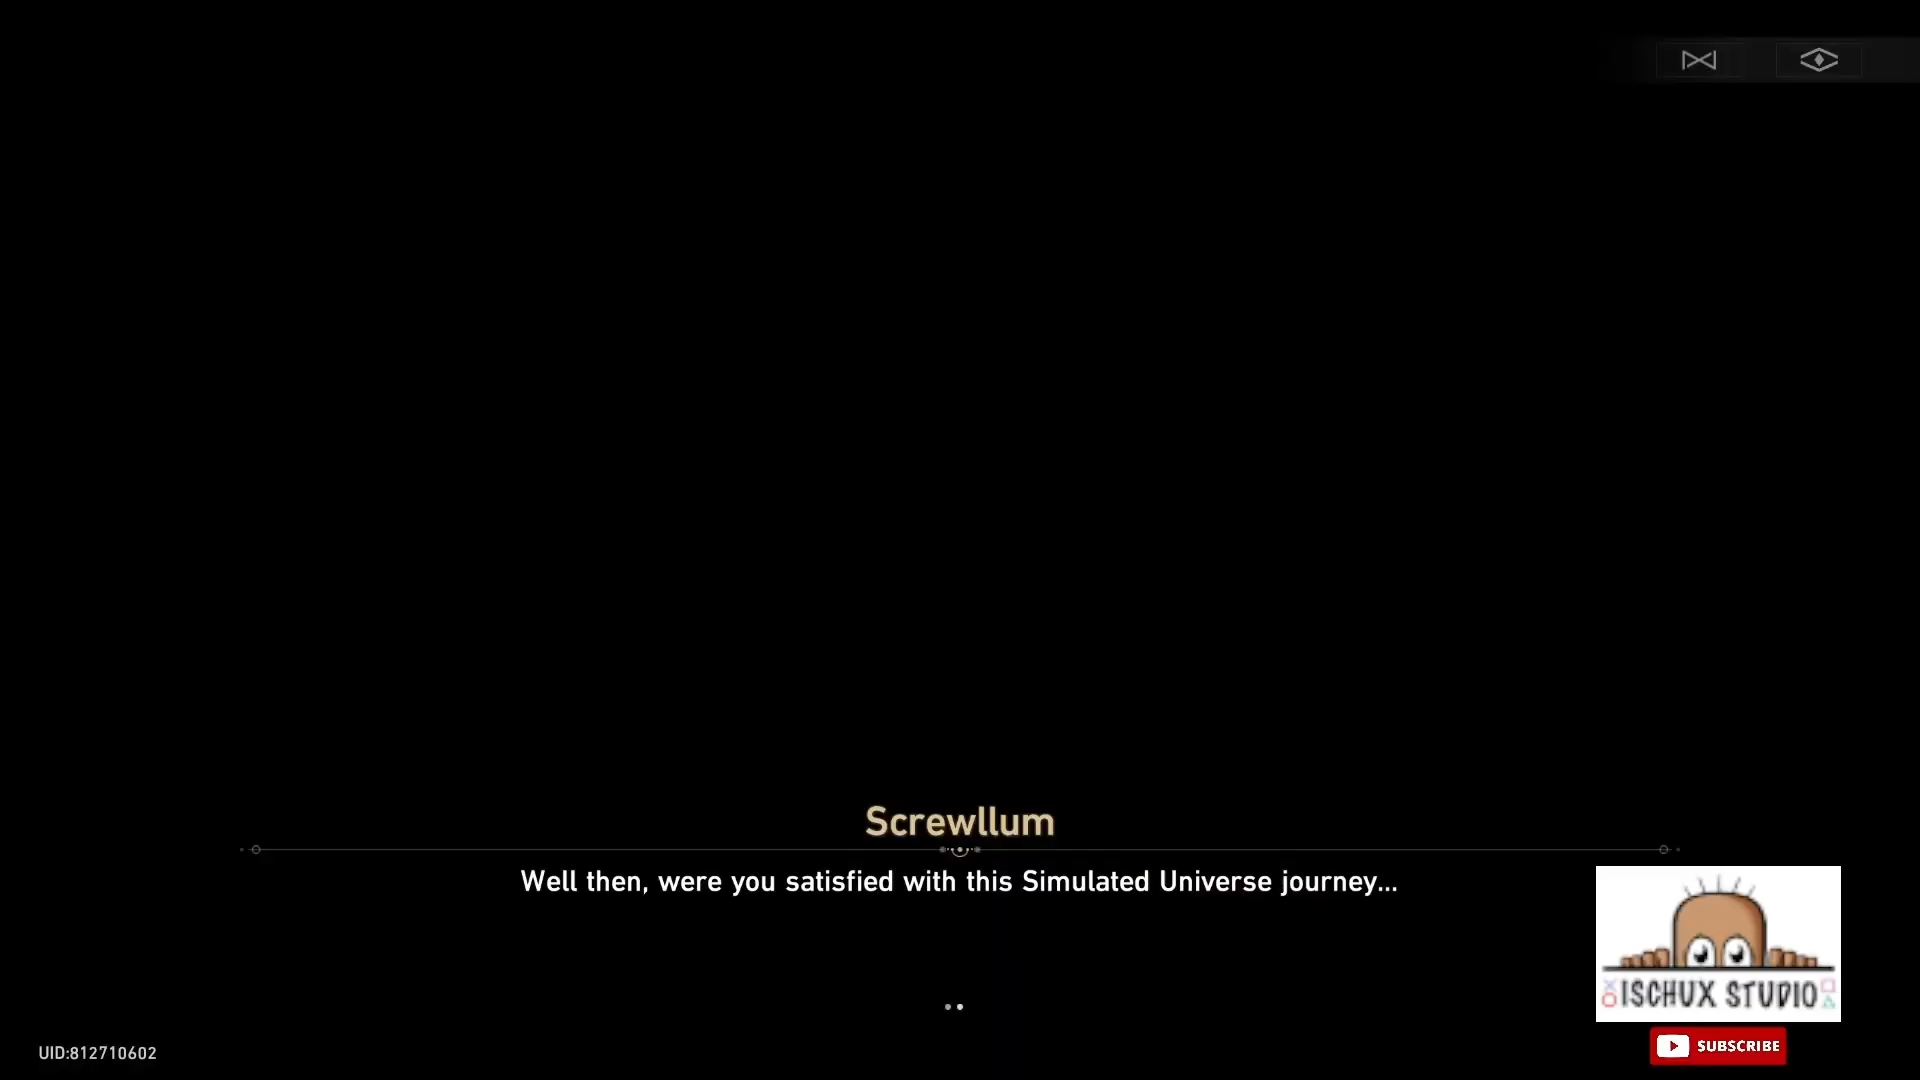 Screwllum
Well then, were you satisfied with this Simulated Universe journey...
ISCHUX STUDIO
SUBSCRIBE
UID:812710602